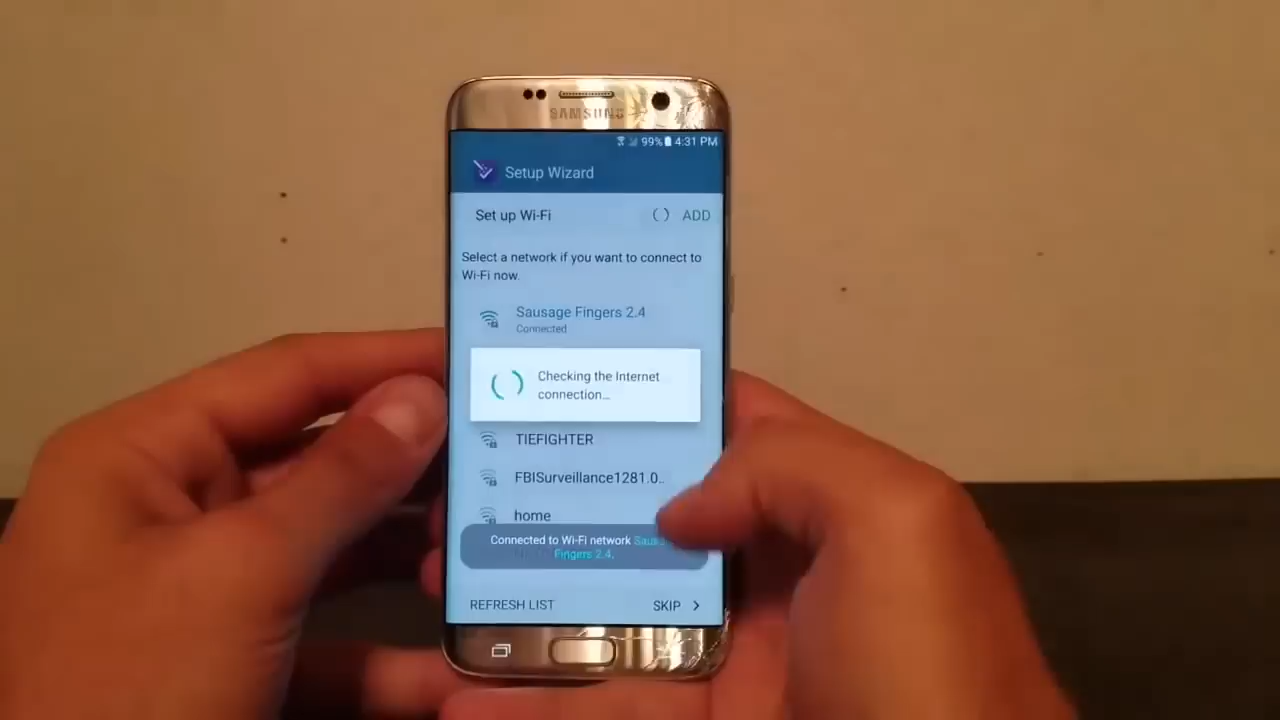 SAMSUNG
99% 4:31 PM
Setup Wizard
Set up Wi-Fi
ADD
Select a network if you want to connect to
Wi-Fi now.
Sausage Fingers 2.4
Connected
Checking the Internet
connection...
TIEFIGHTER
FBISurveillance1281.0..
home
Connected to Wi-Fi network
Fingers 2.4.
REFRESH LIST
SKIP